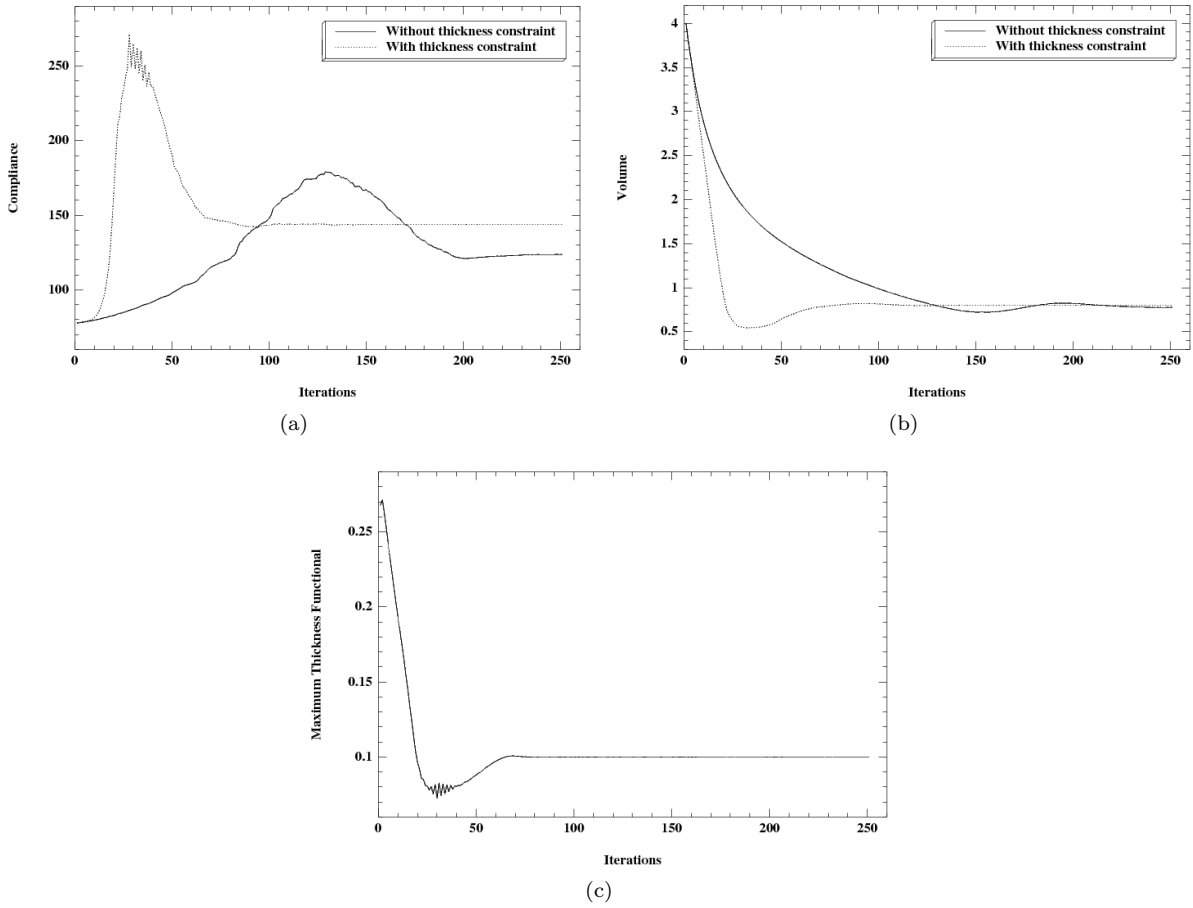 Without thickness constraint
With thickness constraint
250
200
150
100
Compliance
0
50
100
150
200
250
Iterations
(a)
Without thickness constraint
With thickness constraint
4
3.5
3
2.5
2
1.5
1
0.5
Volume
0
50
100
150
200
250
Iterations
(b)
0.25
0.2
0.15
0.1
Maximum Thickness Functional
0
50
100
150
200
250
Iterations
(c)